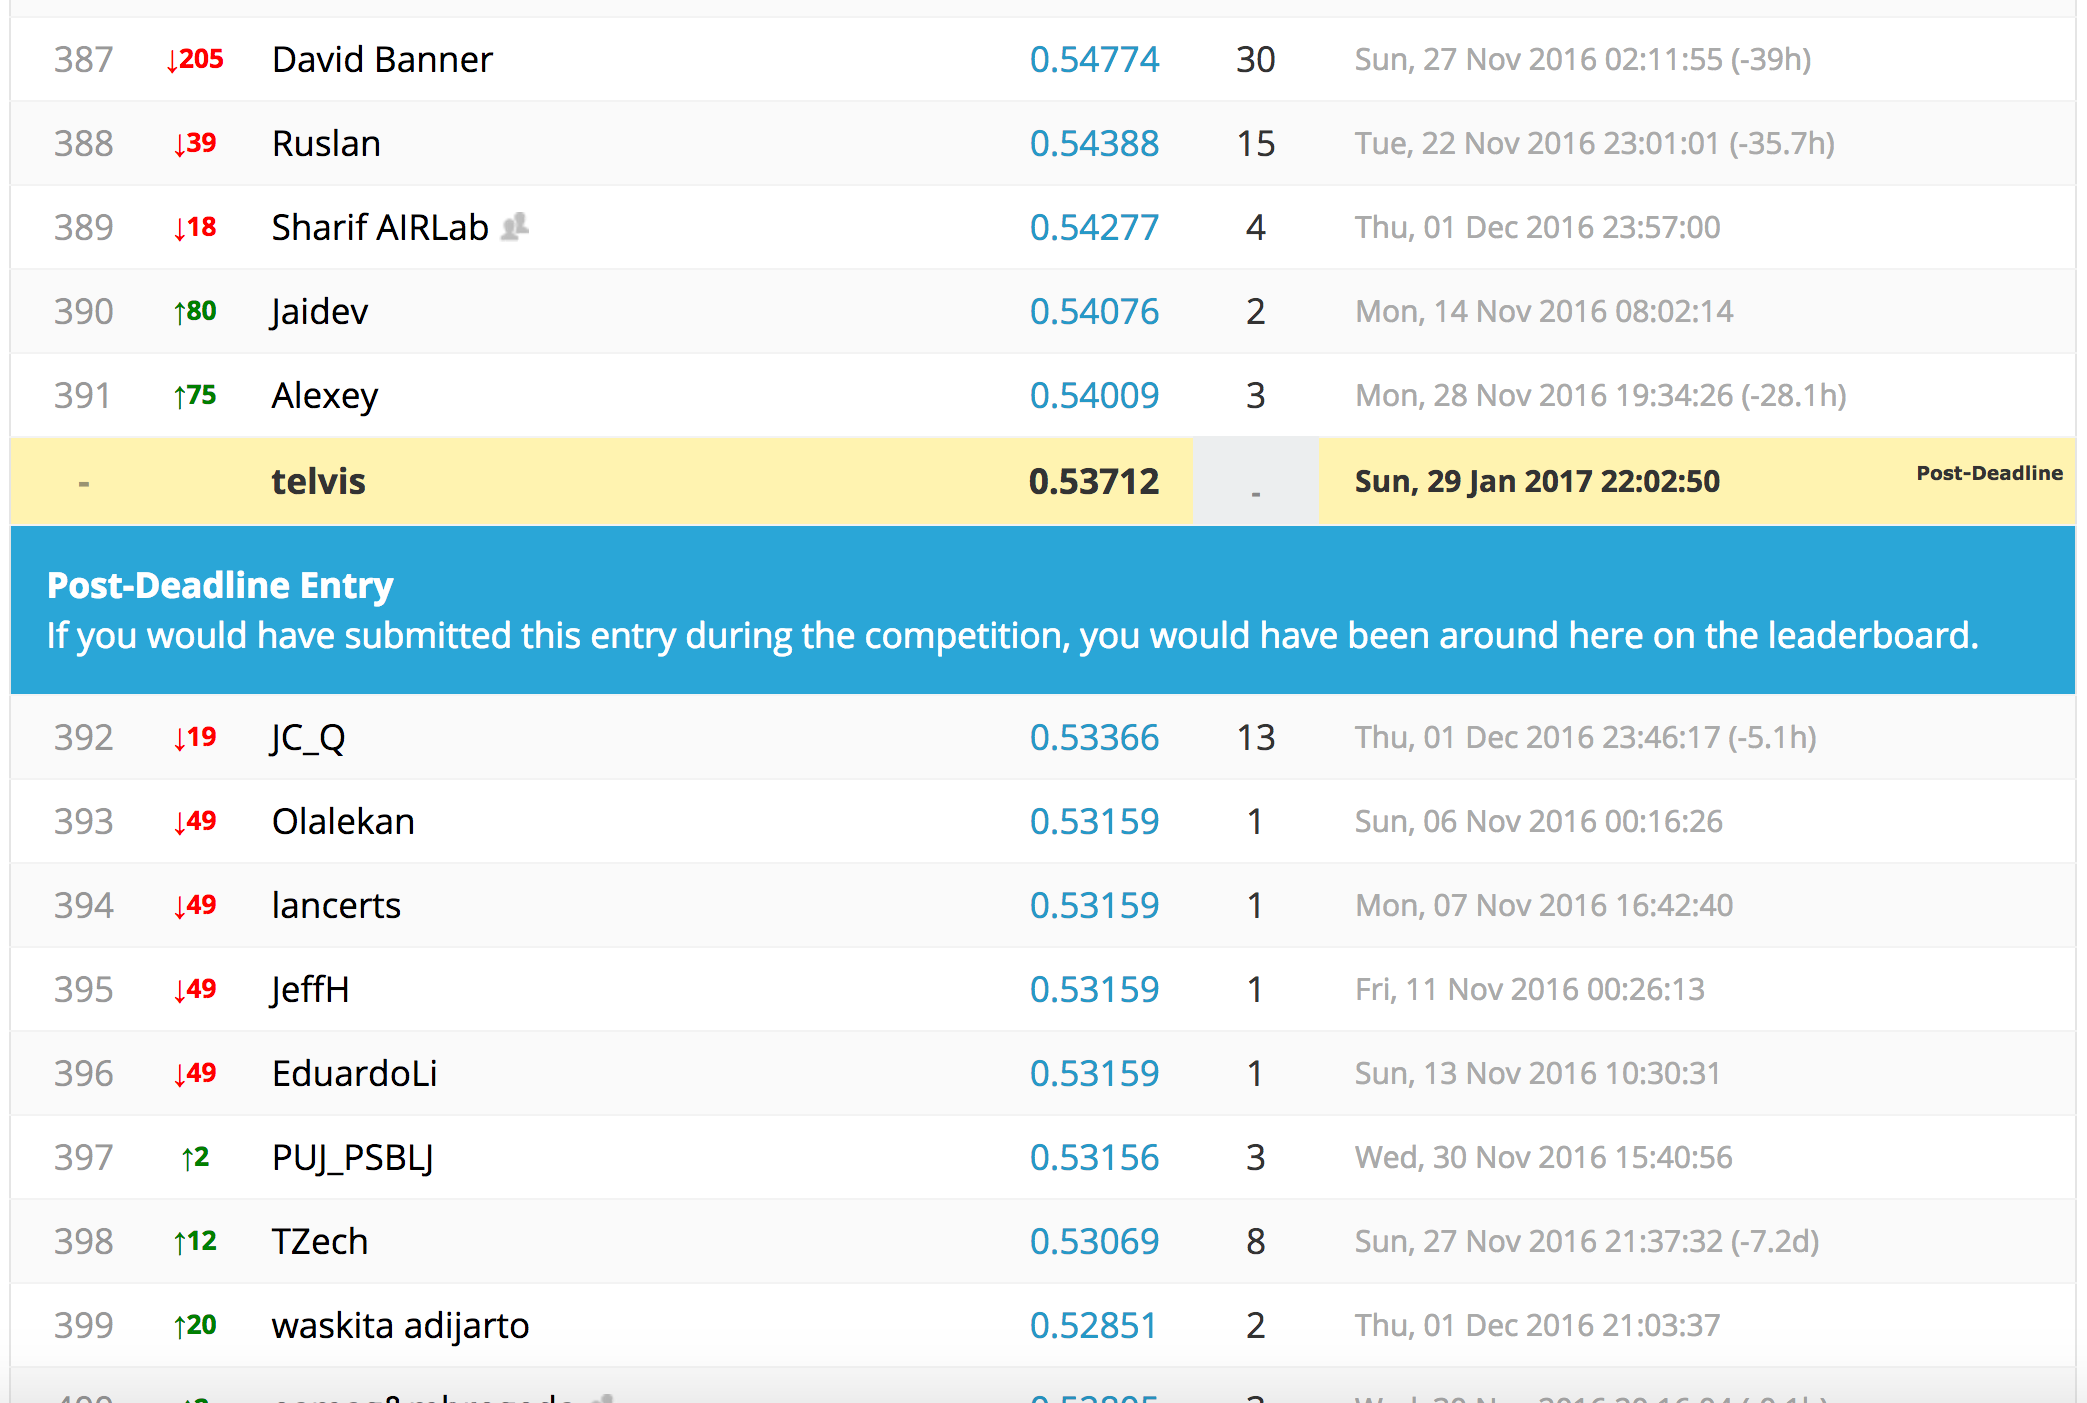 387 ↓205 David Banner 0.54774 30 Sun, 27 Nov 2016 02:11:55 (-39h)
388 ↓39 Ruslan 0.54388 15 Tue, 22 Nov 2016 23:01:01 (-35.7h)
389 ↓18 Sharif AIRLab 0.54277 4 Thu, 01 Dec 2016 23:57:00
390 ↑80 Jaidev 0.54076 2 Mon, 14 Nov 2016 08:02:14
391 ↑75 Alexey 0.54009 3 Mon, 28 Nov 2016 19:34:26 (-28.1h)
- telvis 0.53712 - Sun, 29 Jan 2017 22:02:50 Post-Deadline
Post-Deadline Entry
If you would have submitted this entry during the competition, you would have been around here on the leaderboard.
392 ↓19 JC_Q 0.53366 13 Thu, 01 Dec 2016 23:46:17 (-5.1h)
393 ↓49 Olalekan 0.53159 1 Sun, 06 Nov 2016 00:16:26
394 ↓49 lancerts 0.53159 1 Mon, 07 Nov 2016 16:42:40
395 ↓49 JeffH 0.53159 1 Fri, 11 Nov 2016 00:26:13
396 ↓49 EduardoLi 0.53159 1 Sun, 13 Nov 2016 10:30:31
397 ↑2 PUJ_PSBLJ 0.53156 3 Wed, 30 Nov 2016 15:40:56
398 ↑12 TZech 0.53069 8 Sun, 27 Nov 2016 21:37:32 (-7.2d)
399 ↑20 waskita adijarto 0.52851 2 Thu, 01 Dec 2016 21:03:37